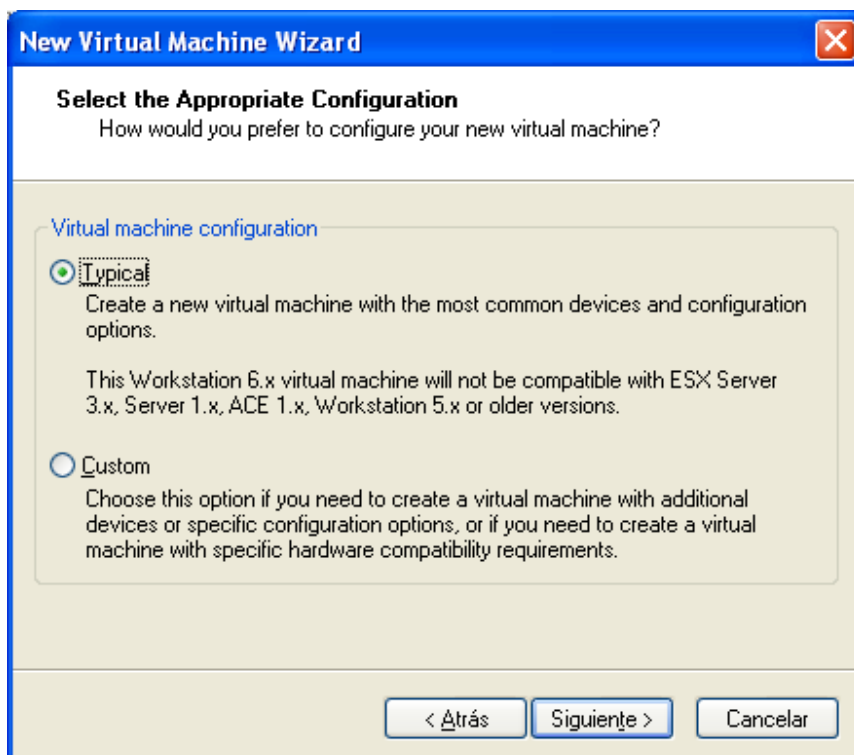 New Virtual Machine Wizard
Select the Appropriate Configuration
How would you prefer to configure your new virtual machine?
Virtual machine configuration
Typical
Create a new virtual machine with the most common devices and configuration
options.
This Workstation 6.x virtual machine will not be compatible with ESX Server
3.x, Server 1.x, ACE 1.x, Workstation 5.x or older versions.
Custom
Choose this option if you need to create a virtual machine with additional
devices or specific configuration options, or if you need to create a virtual
machine with specific hardware compatibility requirements.
< Atrás Siguiente > Cancelar